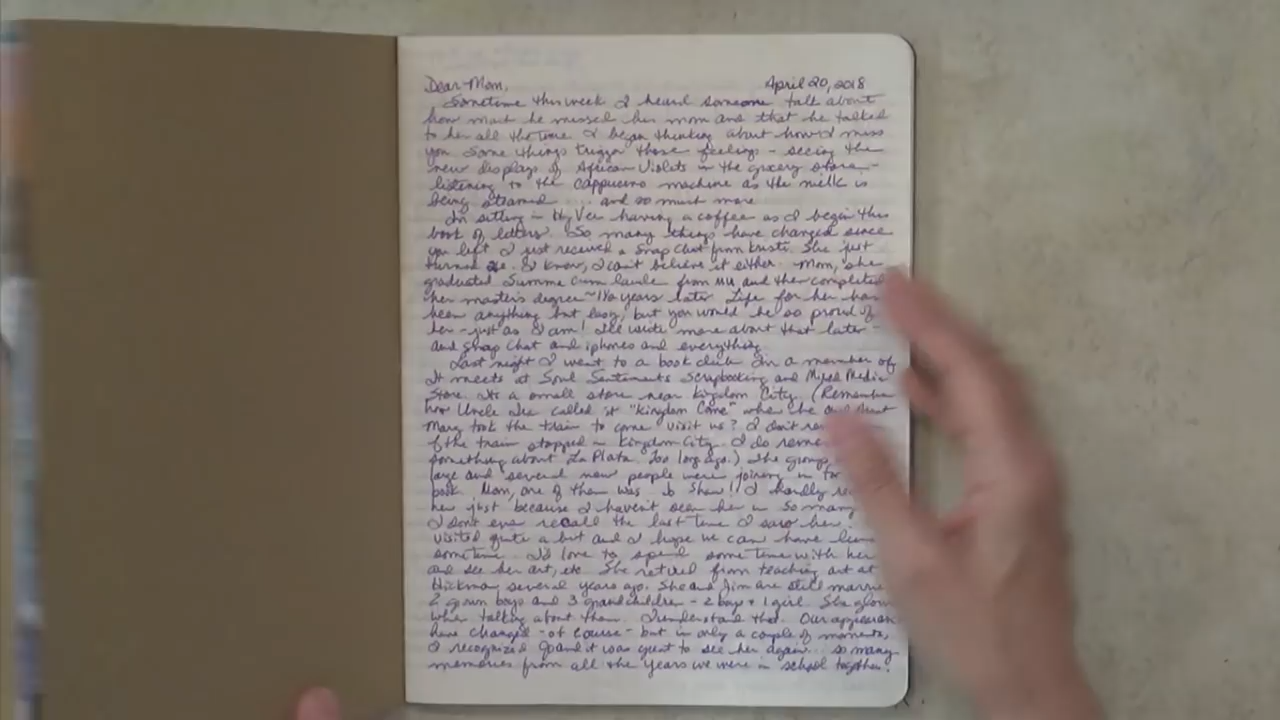 Dear Mom, April 20, 2018
Sometime this week I heard someone talk about
how much he missed his mom and that he talked
to her all the time. I began thinking about how I miss
you. Some things trigger those feelings - seeing the
new displays of African Violets in the grocery store -
listening to the cappuccino machine as the milk is
being steamed .... and so much more.
I'm sitting in HyVee having a coffee as I begin this
book of letters. So many things have changed since
you left. I just received a Snap Chat from Kristi. She just
turned I know, I can't believe it either. Mom, she
graduated Summa Cum laude from MU and then completed
her masters degree ~ 1½ years later. Life for her has
been anything but easy, but you would be so proud of
her - just as I am! I'll write more about that later -
and Snap Chat and iphones and everything.
Last night I went to a book club. I'm a member of
It meets at Soul Sentiments Scrapbooking and Mixed Media
Store. It's a small store near Kingdom City. (Remember
how Uncle called it "Kingdom Come" when he and Aunt
Mary took the train to come visit us? I don't
if the train stopped in Kingdom City. I do
something about La Plata. Too long ago.) The group
large and several new people were joining in for
book. Mom, one of them was Jo Shaw!! I hardly
her just because I haven't seen her in so many
I don't even recall the last time I saw her.
visited quite a bit and I hope we can have
sometime. I'd love to spend some time with her
and see her art, etc. She retired from teaching art at
Hickman several years ago. She and Jim are still
2 grown boys and 3 grandchildren - 2 boys + 1 girl. She glows
when talking about them. I understand that. Our
have changed - of course - but in only a couple of moments,
I recognized Jo and it was great to see her again... so many
memories from all the years we were in school together!